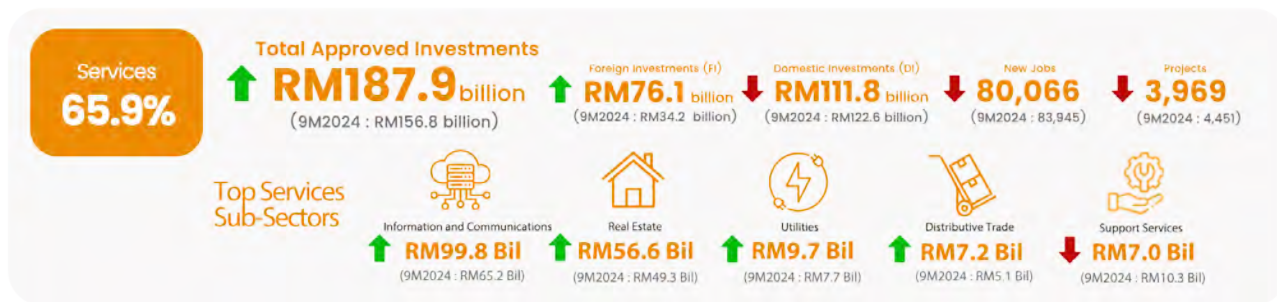 Services
65.9%
Total Approved Investments
RM187.9 billion
(9M2024 : RM156.8 billion)
Foreign Investments (FI)
RM76.1 billion
(9M2024 : RM34.2 billion)
Domestic Investments (DI)
RM111.8 billion
(9M2024 : RM122.6 billion)
New Jobs
80,066
(9M2024 : 83,945)
Projects
3,969
(9M2024 : 4,451)
Top Services
Sub-Sectors
Information and Communications
RM99.8 Bil
(9M2024 : RM65.2 Bil)
Real Estate
RM56.6 Bil
(9M2024 : RM49.3 Bil)
Utilities
RM9.7 Bil
(9M2024 : RM7.7 Bil)
Distributive Trade
RM7.2 Bil
(9M2024 : RM5.1 Bil)
Support Services
RM7.0 Bil
(9M2024 : RM10.3 Bil)